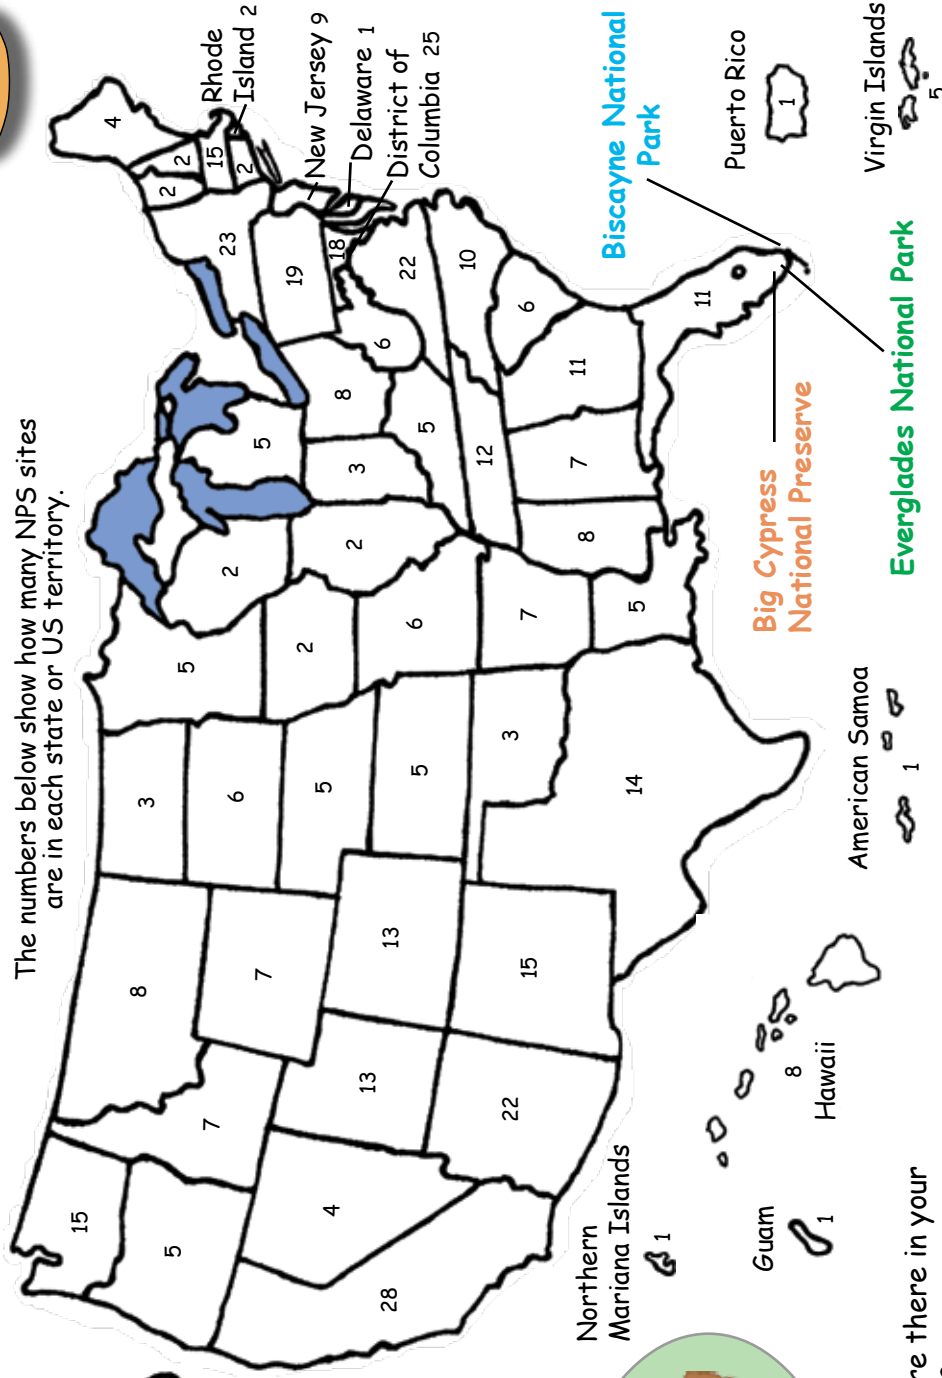 The numbers below show how many NPS sites
are in each state or US territory.
15
4
8
3
2
5
2
5
7
15
Rhode
Island 2
23
2
6
2
5
7
19
New Jersey 9
2
5
4
18
8
2
3
Delaware 1
13
6
28
13
District of
Columbia 25
22
6
5
5
10
12
22
3
6
15
7
11
7
8
14
5
11
Biscayne National
Park
Northern
Mariana Islands
1
Puerto Rico
1
Big Cypress
National Preserve
Guam
1
8
Hawaii
American Samoa
1
Virgin Islands
5
Everglades National Park
re there in your